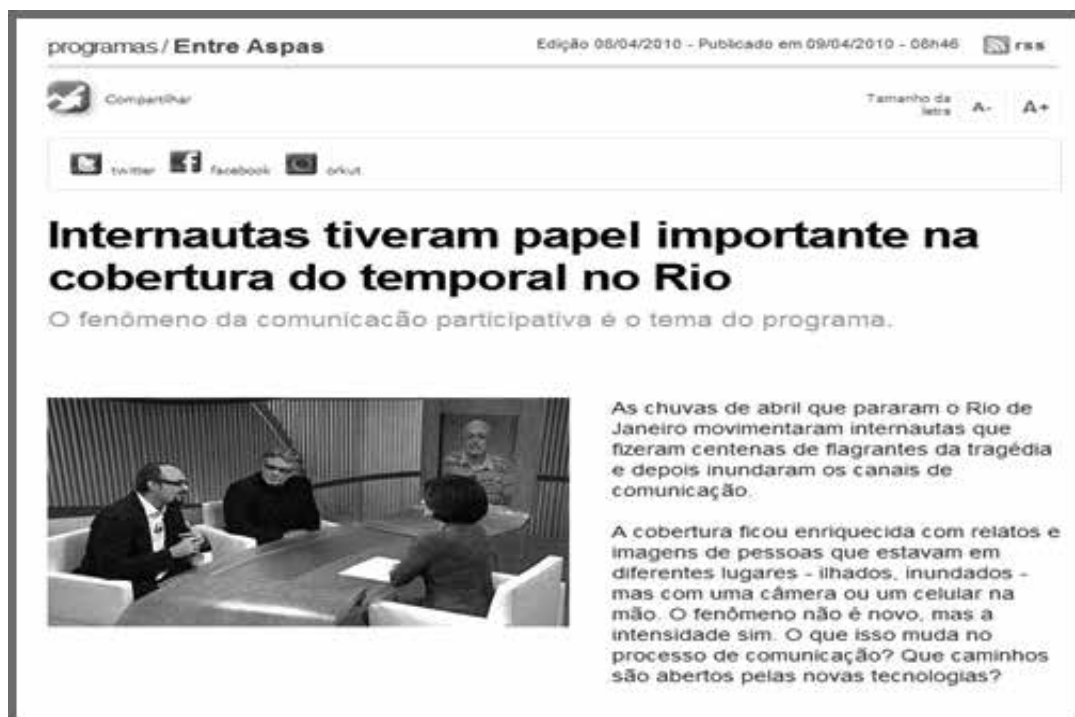 programas / Entre Aspas
Edição 08/04/2010 - Publicado em 09/04/2010 - 08h46 rss
Compartilhar
Tamanho da
letra A- A+
twitter facebook orkut
Internautas tiveram papel importante na
cobertura do temporal no Rio
O fenômeno da comunicacão participativa é o tema do programa.
As chuvas de abril que pararam o Rio de
Janeiro movimentaram internautas que
fizeram centenas de flagrantes da tragédia
e depois inundaram os canais de
comunicação.
A cobertura ficou enriquecida com relatos e
imagens de pessoas que estavam em
diferentes lugares - ilhados, inundados -
mas com uma câmera ou um celular na
mão. O fenômeno não é novo, mas a
intensidade sim. O que isso muda no
processo de comunicação? Que caminhos
são abertos pelas novas tecnologias?